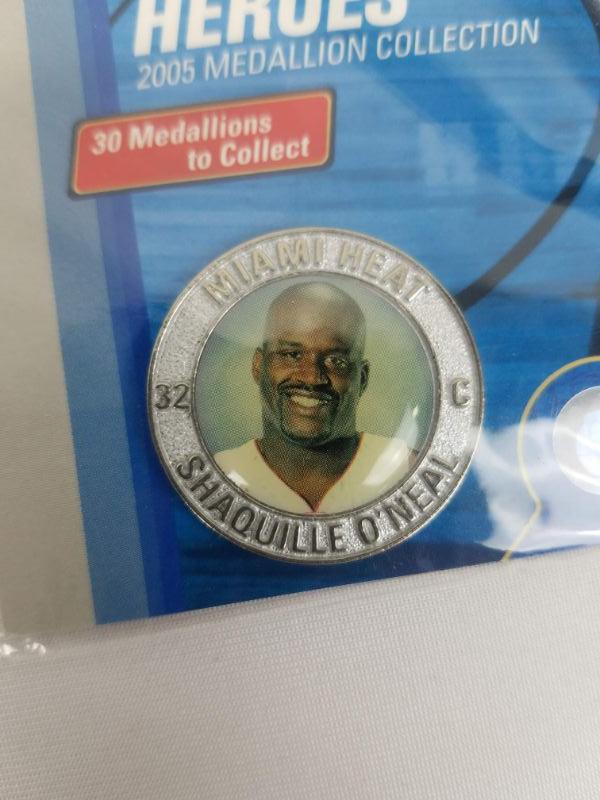 HEROES
2005 MEDALLION COLLECTION
30 Medallions
to Collect
MIAMI HEAT
32 C
SHAQUILLE O'NEAL